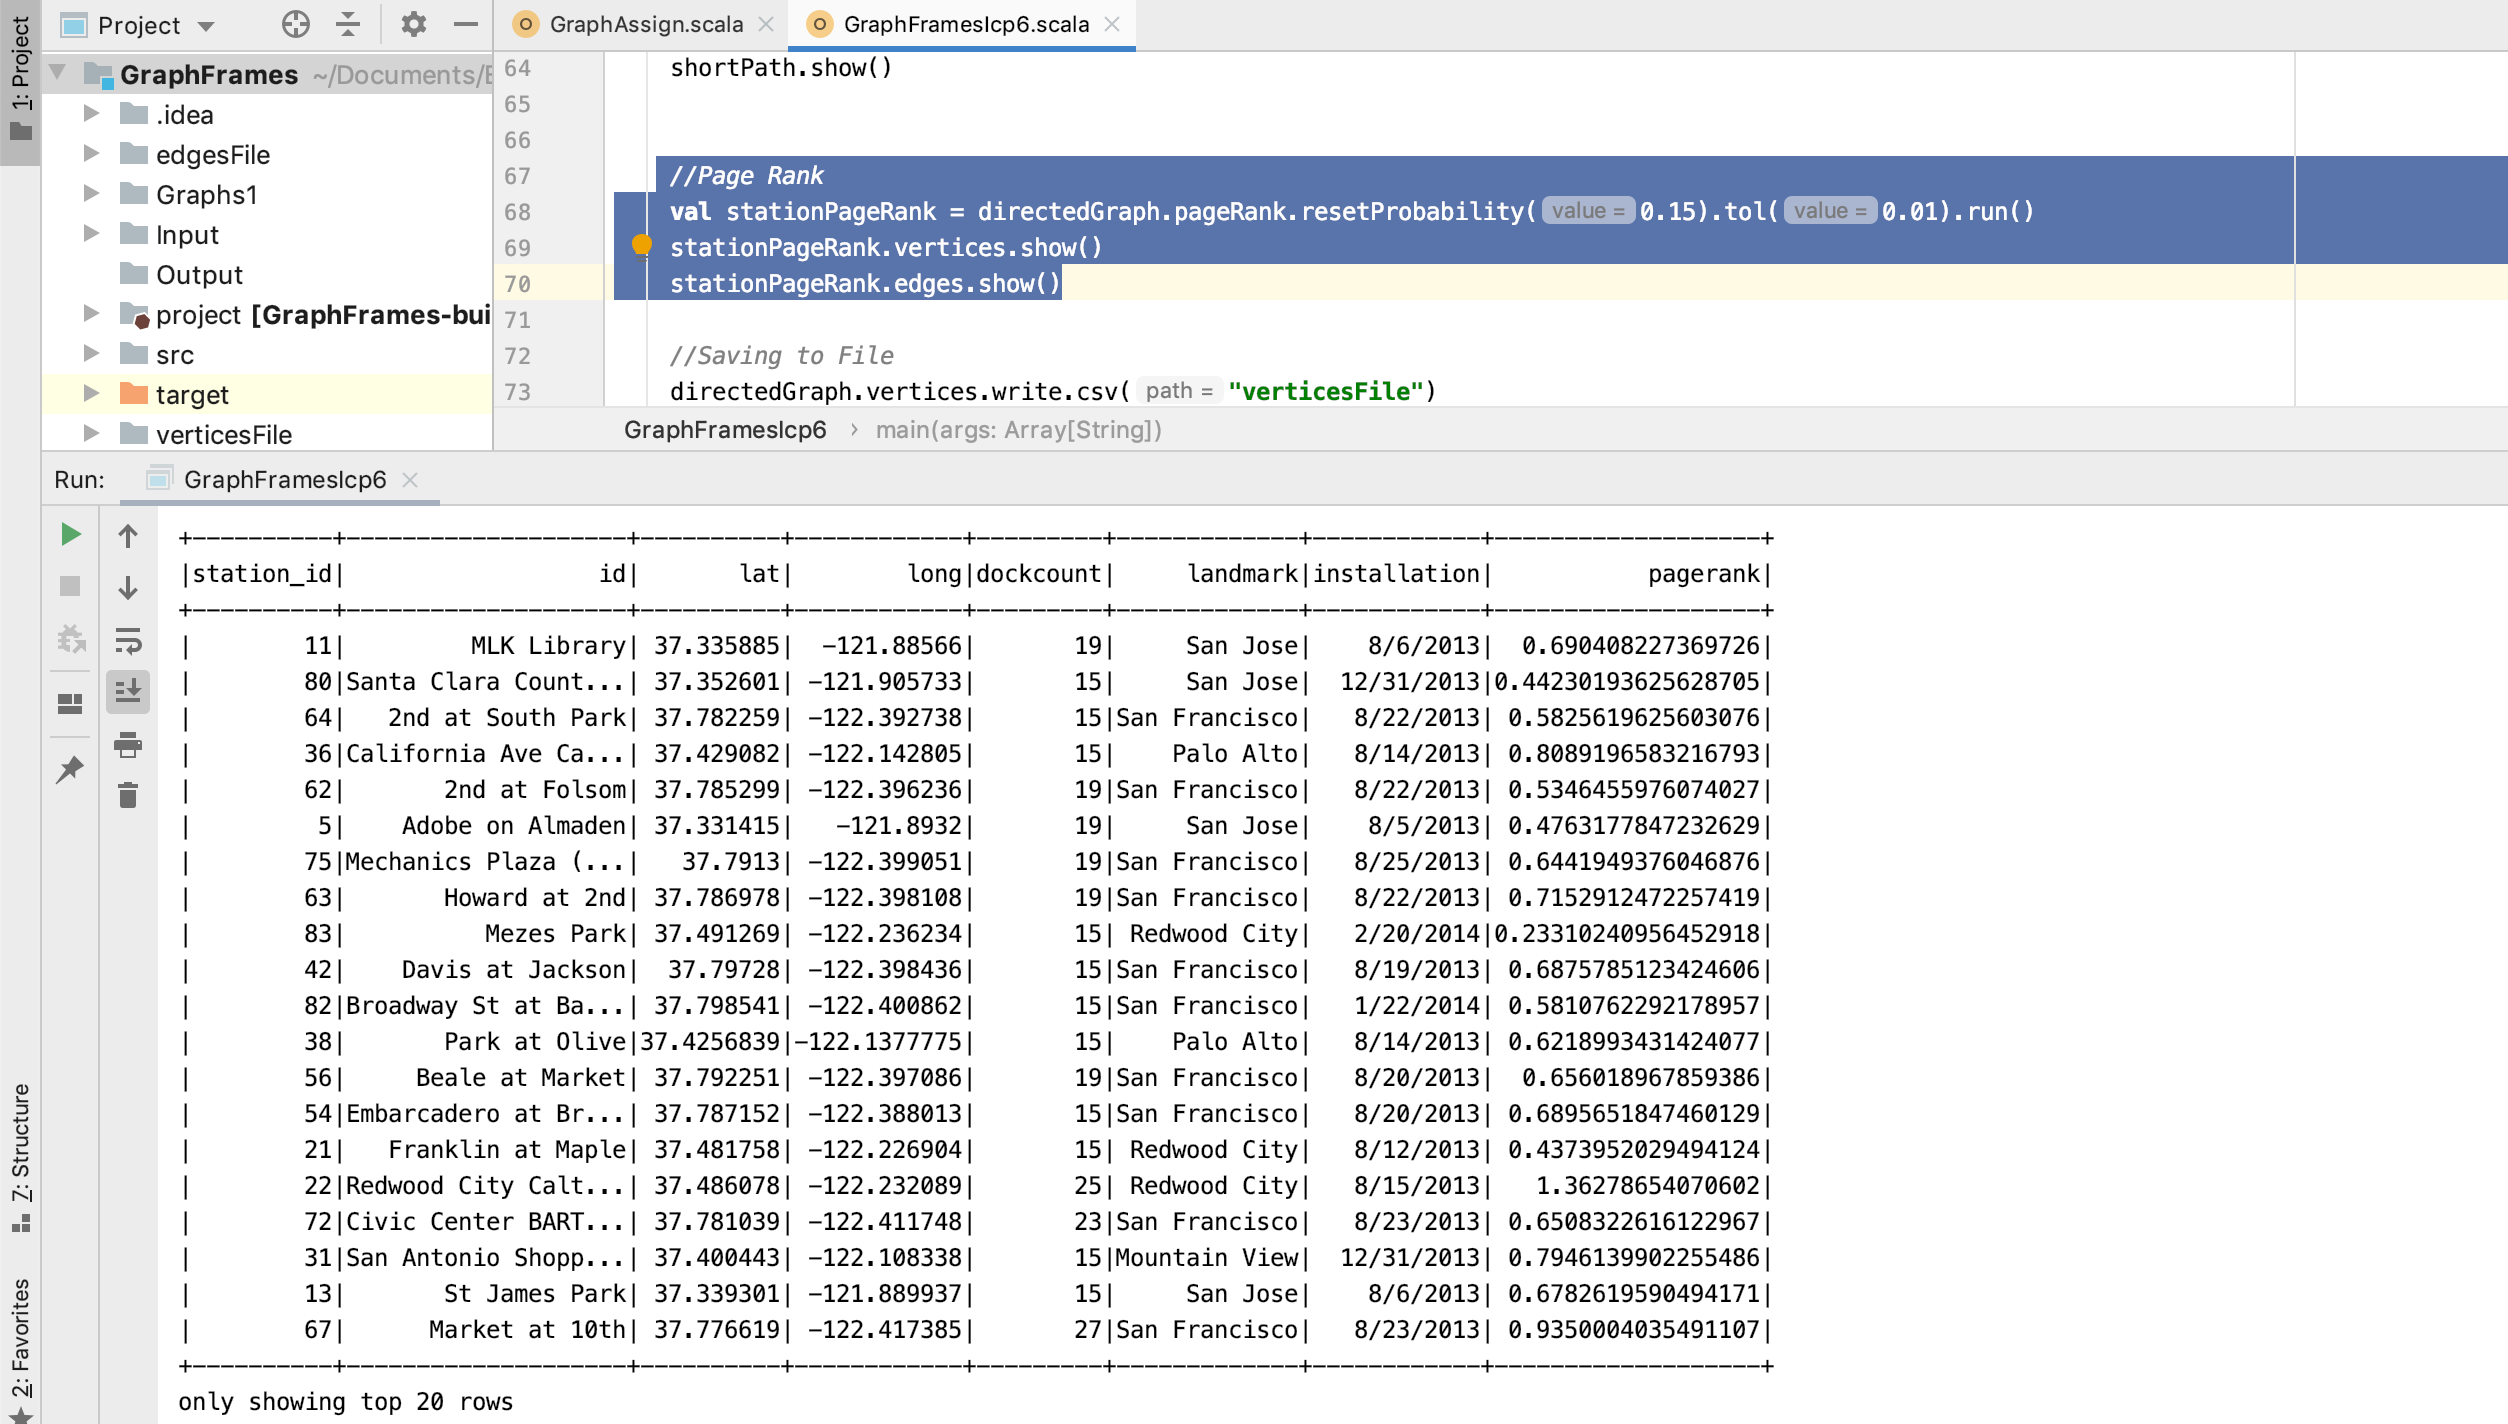 1: Project
Project
GraphAssign.scala
GraphFramesIcp6.scala
GraphFrames ~/Documents/
.idea
edgesFile
Graphs1
Input
Output
project [GraphFrames-bui
src
target
verticesFile
64 shortPath.show()
65
66
67 //Page Rank
68 val stationPageRank = directedGraph.pageRank.resetProbability( value = 0.15).tol( value = 0.01).run()
69 stationPageRank.vertices.show()
70 stationPageRank.edges.show()
71
72 //Saving to File
73 directedGraph.vertices.write.csv( path = "verticesFile")
GraphFramesIcp6 › main(args: Array[String])
Run: GraphFramesIcp6
+----------+--------------------+----------+------------+---------+-------------+------------+-------------------+
|station_id| id| lat| long|dockcount| landmark|installation| pagerank|
+----------+--------------------+----------+------------+---------+-------------+------------+-------------------+
| 11| MLK Library| 37.335885| -121.88566| 19| San Jose| 8/6/2013| 0.690408227369726|
| 80|Santa Clara Count...| 37.352601| -121.905733| 15| San Jose| 12/31/2013|0.44230193625628705|
| 64| 2nd at South Park| 37.782259| -122.392738| 15|San Francisco| 8/22/2013| 0.5825619625603076|
| 36|California Ave Ca...| 37.429082| -122.142805| 15| Palo Alto| 8/14/2013| 0.8089196583216793|
| 62| 2nd at Folsom| 37.785299| -122.396236| 19|San Francisco| 8/22/2013| 0.5346455976074027|
| 5| Adobe on Almaden| 37.331415| -121.8932| 19| San Jose| 8/5/2013| 0.4763177847232629|
| 75|Mechanics Plaza (...| 37.7913| -122.399051| 19|San Francisco| 8/25/2013| 0.6441949376046876|
| 63| Howard at 2nd| 37.786978| -122.398108| 19|San Francisco| 8/22/2013| 0.7152912472257419|
| 83| Mezes Park| 37.491269| -122.236234| 15| Redwood City| 2/20/2014|0.23310240956452918|
| 42| Davis at Jackson| 37.79728| -122.398436| 15|San Francisco| 8/19/2013| 0.6875785123424606|
| 82|Broadway St at Ba...| 37.798541| -122.400862| 15|San Francisco| 1/22/2014| 0.5810762292178957|
| 38| Park at Olive|37.4256839|-122.1377775| 15| Palo Alto| 8/14/2013| 0.6218993431424077|
| 56| Beale at Market| 37.792251| -122.397086| 19|San Francisco| 8/20/2013| 0.656018967859386|
| 54|Embarcadero at Br...| 37.787152| -122.388013| 15|San Francisco| 8/20/2013| 0.6895651847460129|
| 21| Franklin at Maple| 37.481758| -122.226904| 15| Redwood City| 8/12/2013| 0.4373952029494124|
| 22|Redwood City Calt...| 37.486078| -122.232089| 25| Redwood City| 8/15/2013| 1.36278654070602|
| 72|Civic Center BART...| 37.781039| -122.411748| 23|San Francisco| 8/23/2013| 0.6508322616122967|
| 31|San Antonio Shopp...| 37.400443| -122.108338| 15|Mountain View| 12/31/2013| 0.7946139902255486|
| 13| St James Park| 37.339301| -121.889937| 15| San Jose| 8/6/2013| 0.6782619590494171|
| 67| Market at 10th| 37.776619| -122.417385| 27|San Francisco| 8/23/2013| 0.9350004035491107|
+----------+--------------------+----------+------------+---------+-------------+------------+-------------------+
only showing top 20 rows
7: Structure
2: Favorites